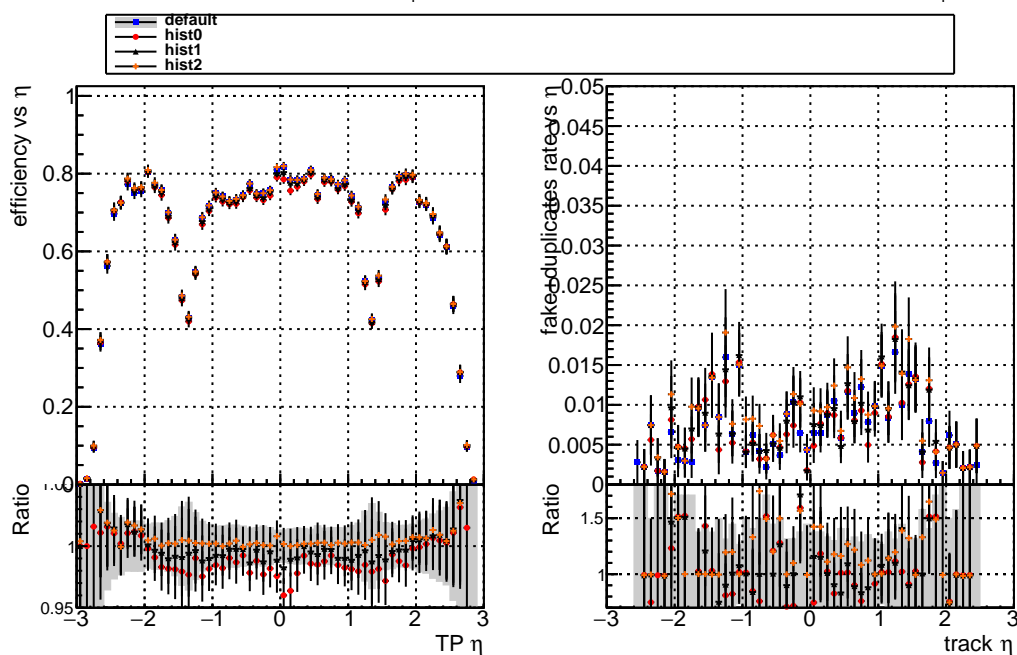 default
hist0
hist1
hist2
efficiency vs η
1
0.8
0.6
0.4
0.2
0
Ratio
1
0.95
−3 −2 −1 0 1 2 3
TP η
fake+duplicates rate vs η
0.05
0.045
0.04
0.035
0.03
0.025
0.02
0.015
0.01
0.005
0
Ratio
1.5
1
−3 −2 −1 0 1 2 3
track η